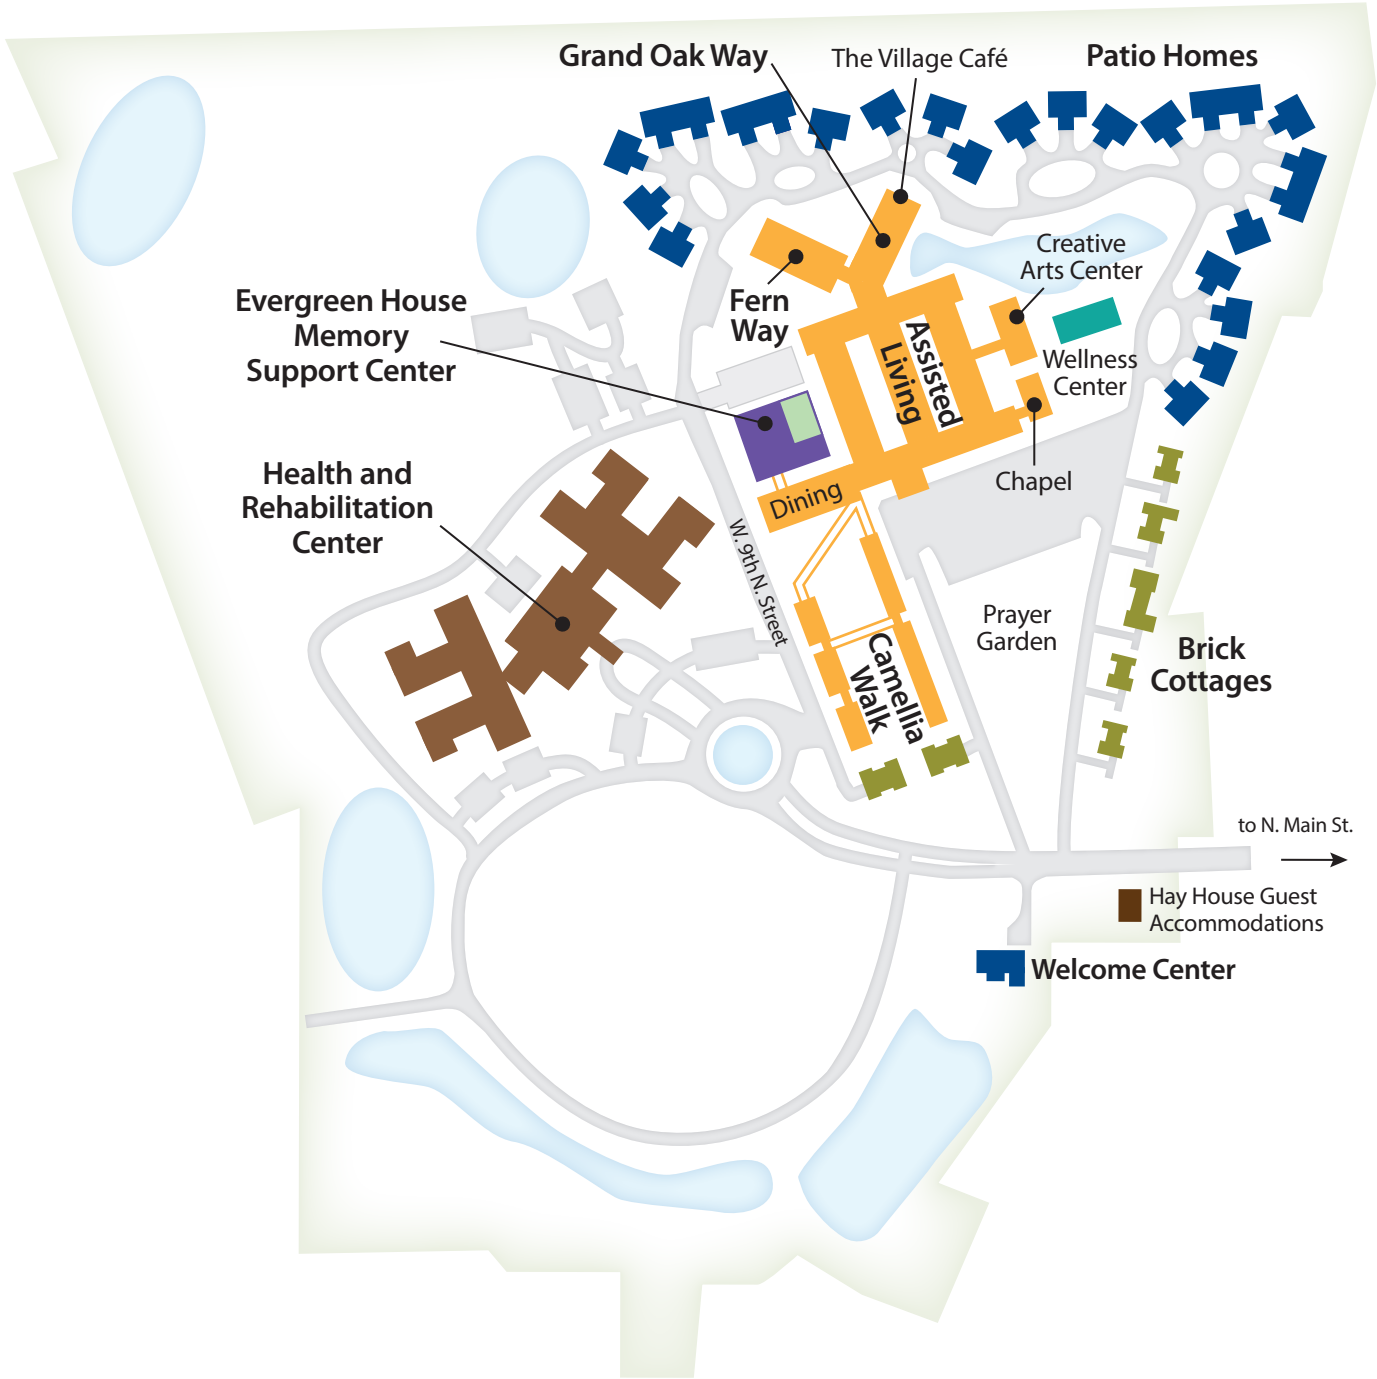 Grand Oak Way
The Village Café
Patio Homes
Creative
Arts Center
Evergreen House
Memory
Support Center
Fern
Way
Assisted
Living
Wellness
Center
Health and
Rehabilitation
Center
Chapel
Dining
W. 9th N. Street
Prayer
Garden
Camellia
Walk
Brick
Cottages
to N. Main St.
Hay House Guest
Accommodations
Welcome Center